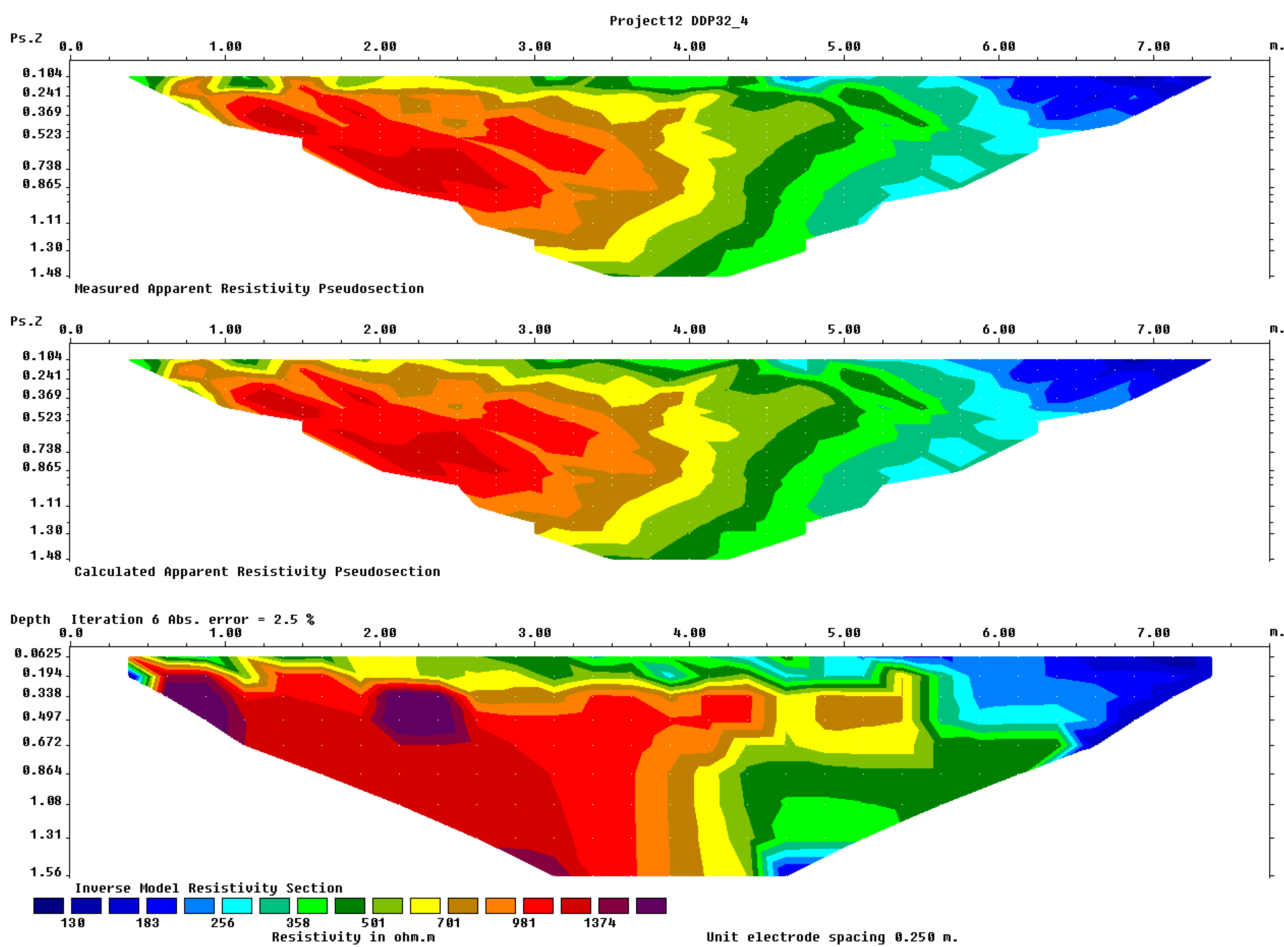 Project12 DDP32_4
Ps.Z 0.0 1.00 2.00 3.00 4.00 5.00 6.00 7.00 m.
0.104
0.241
0.369
0.523
0.738
0.865
1.11
1.30
1.48
Measured Apparent Resistivity Pseudosection
Ps.Z 0.0 1.00 2.00 3.00 4.00 5.00 6.00 7.00 m.
0.104
0.241
0.369
0.523
0.738
0.865
1.11
1.30
1.48
Calculated Apparent Resistivity Pseudosection
Depth Iteration 6 Abs. error = 2.5 %
0.0 1.00 2.00 3.00 4.00 5.00 6.00 7.00 m.
0.0625
0.194
0.338
0.497
0.672
0.864
1.08
1.31
1.56
Inverse Model Resistivity Section
130 183 256 358 501 701 981 1374
Resistivity in ohm.m Unit electrode spacing 0.250 m.